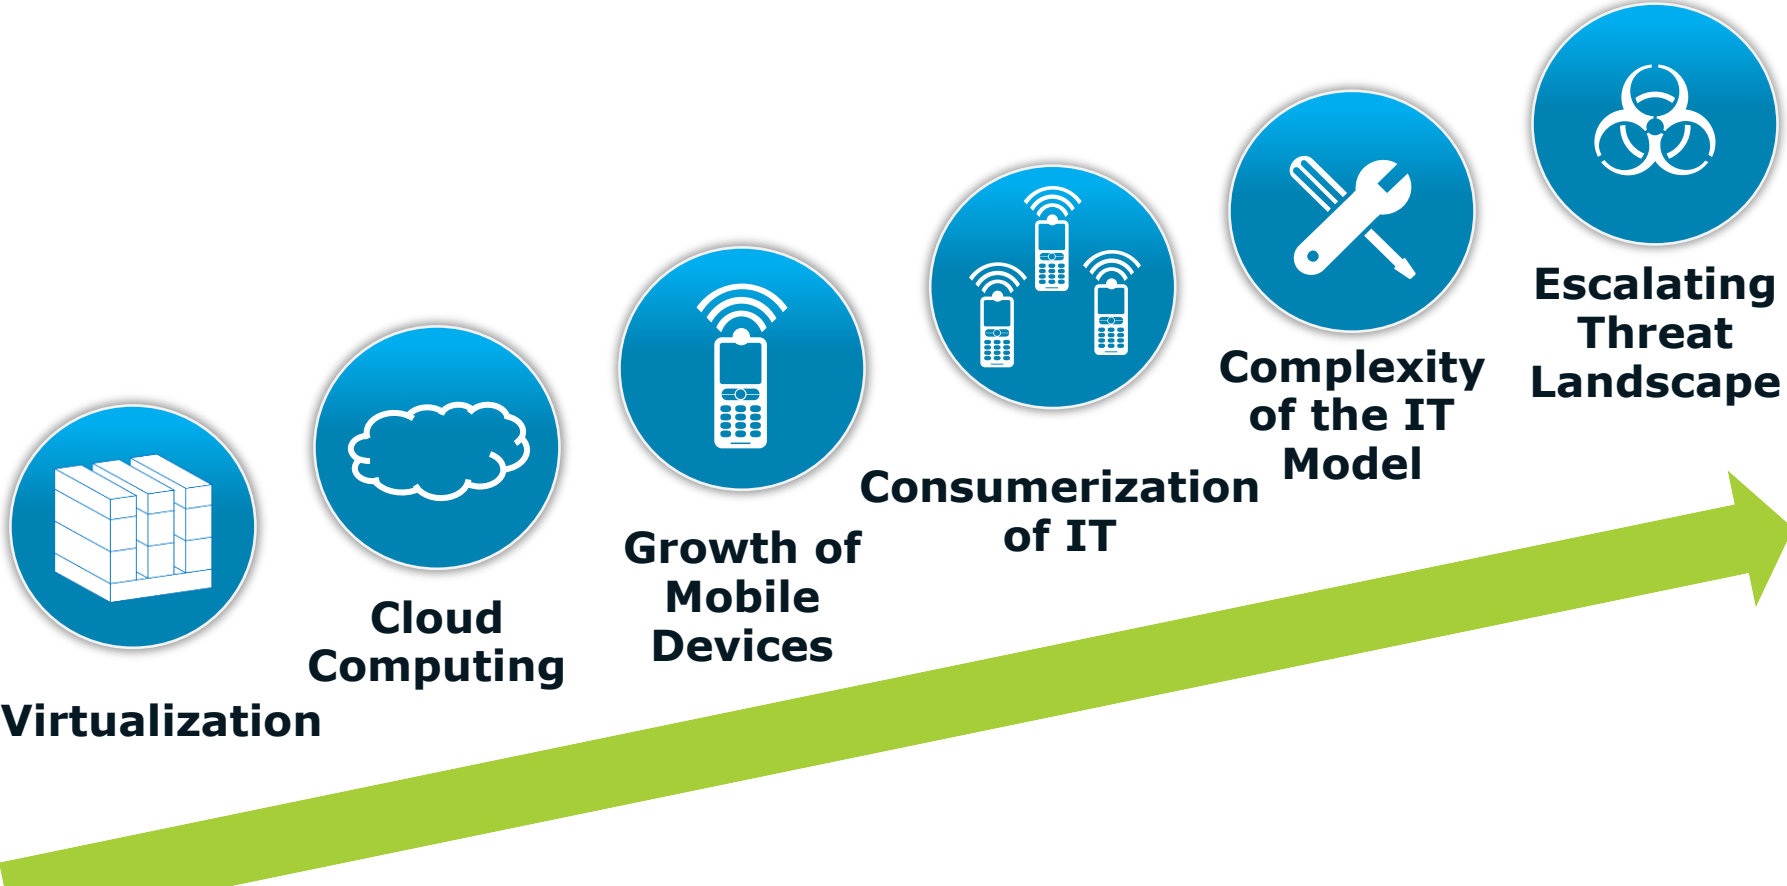 Virtualization
Cloud
Computing
Growth of
Mobile
Devices
Consumerization
of IT
Complexity
of the IT
Model
Escalating
Threat
Landscape